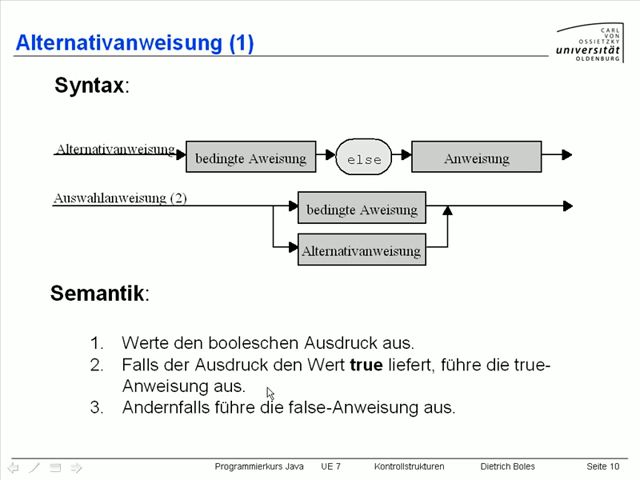 Alternativanweisung (1)
CARL
VON
OSSIETZKY
universität
OLDENBURG
Syntax:
Alternativanweisung
bedingte Aweisung
else
Anweisung
Auswahlanweisung (2)
bedingte Aweisung
Alternativanweisung
Semantik:
1. Werte den booleschen Ausdruck aus.
2. Falls der Ausdruck den Wert true liefert, führe die true-
Anweisung aus.
3. Andernfalls führe die false-Anweisung aus.
Programmierkurs Java UE 7 Kontrollstrukturen Dietrich Boles Seite 10